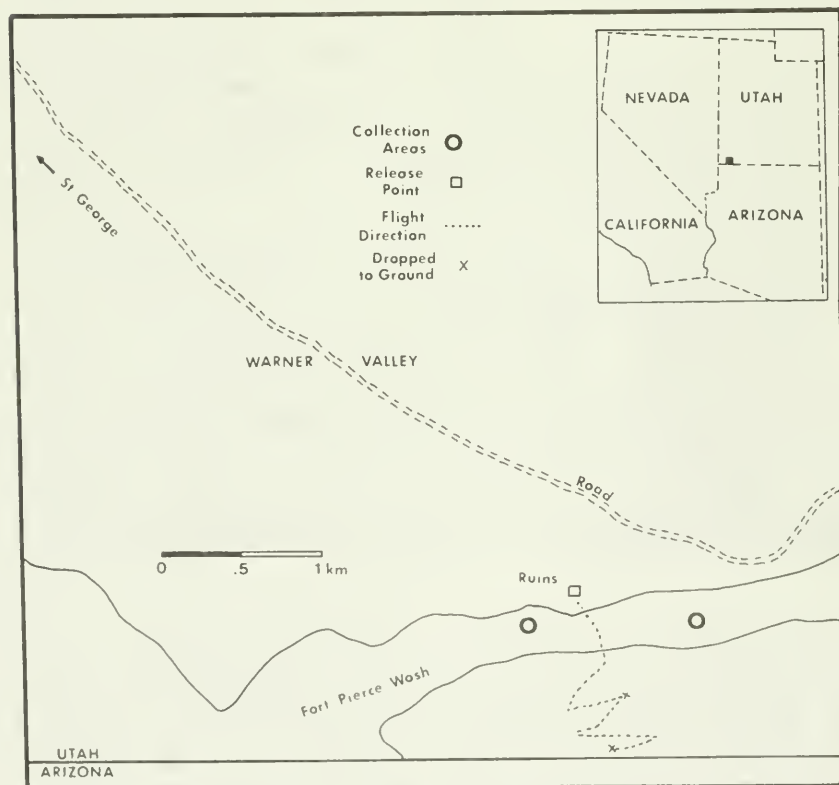 NEVADA
UTAH
CALIFORNIA
ARIZONA
Collection
Areas
Release
Point
Flight
Direction
Dropped
to Ground
x
St George
WARNER VALLEY
Road
0 .5 1 km
Ruins
x
Fort Pierce Wash
x
UTAH
ARIZONA